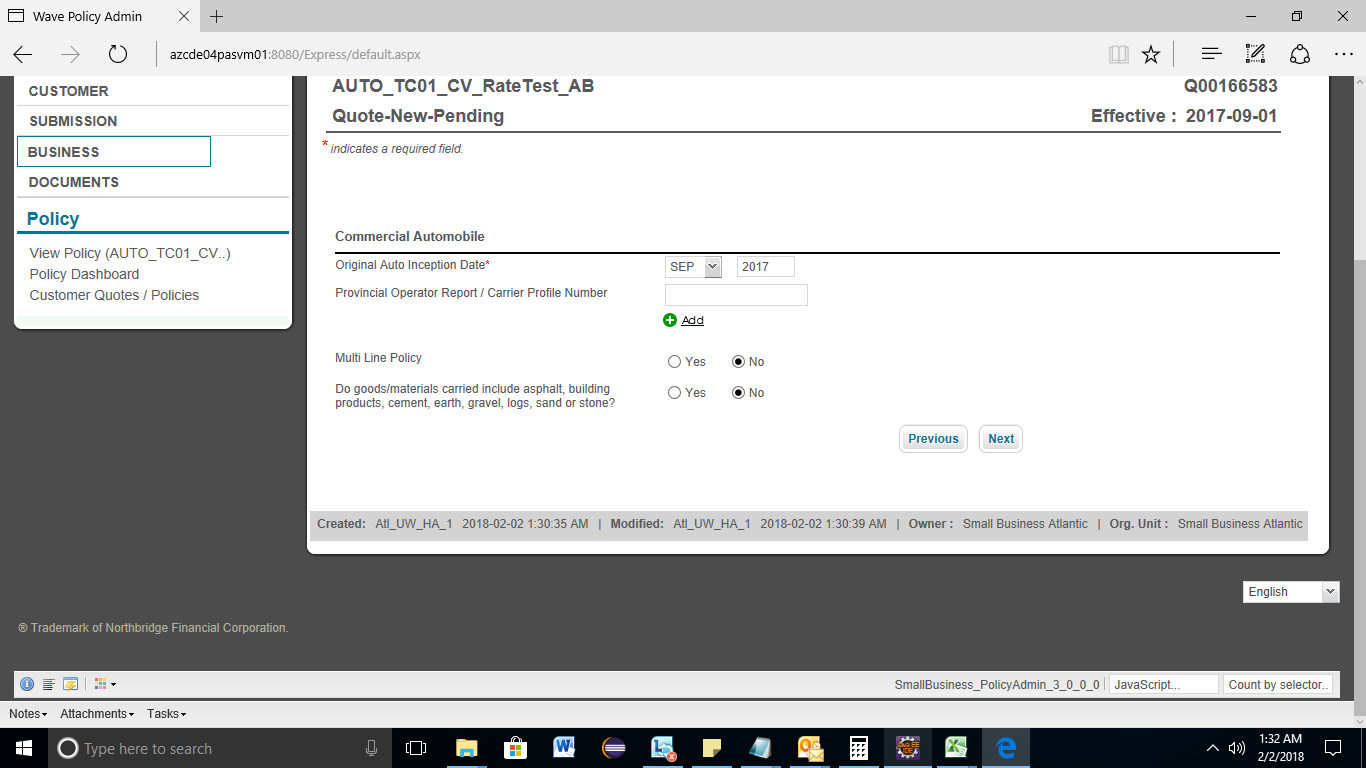 Wave Policy Admin
azcde04pasvm01:8080/Express/default.aspx
CUSTOMER
SUBMISSION
BUSINESS
DOCUMENTS
Policy
View Policy (AUTO_TC01_CV..)
Policy Dashboard
Customer Quotes / Policies
AUTO_TC01_CV_RateTest_AB Q00166583
Quote-New-Pending Effective : 2017-09-01
* indicates a required field.
Commercial Automobile
Original Auto Inception Date* SEP 2017
Provincial Operator Report / Carrier Profile Number
Add
Multi Line Policy Yes No
Do goods/materials carried include asphalt, building Yes No
products, cement, earth, gravel, logs, sand or stone?
Previous Next
Created: Atl_UW_HA_1 2018-02-02 1:30:35 AM | Modified: Atl_UW_HA_1 2018-02-02 1:30:39 AM | Owner : Small Business Atlantic | Org. Unit : Small Business Atlantic
English
® Trademark of Northbridge Financial Corporation.
SmallBusiness_PolicyAdmin_3_0_0_0 JavaScript... Count by selector..
Notes Attachments Tasks
Type here to search
1:32 AM
2/2/2018